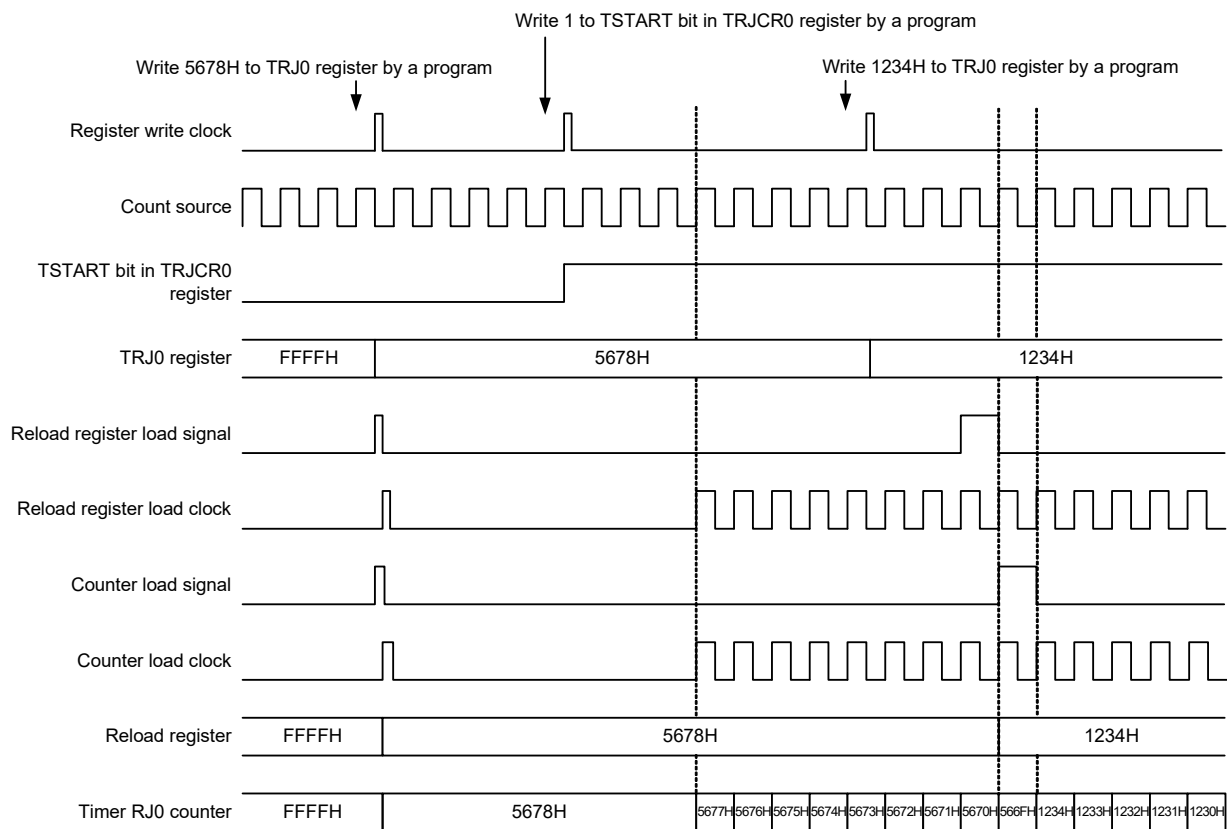 Write 1 to TSTART bit in TRJCR0 register by a program
Write 5678H to TRJ0 register by a program
Write 1234H to TRJ0 register by a program
Register write clock
Count source
TSTART bit in TRJCR0
register
TRJ0 register FFFFH 5678H 1234H
Reload register load signal
Reload register load clock
Counter load signal
Counter load clock
Reload register FFFFH 5678H 1234H
Timer RJ0 counter FFFFH 5678H 5677H 5676H 5675H 5674H 5673H 5672H 5671H 5670H 566FH 1234H 1233H 1232H 1231H 1230H